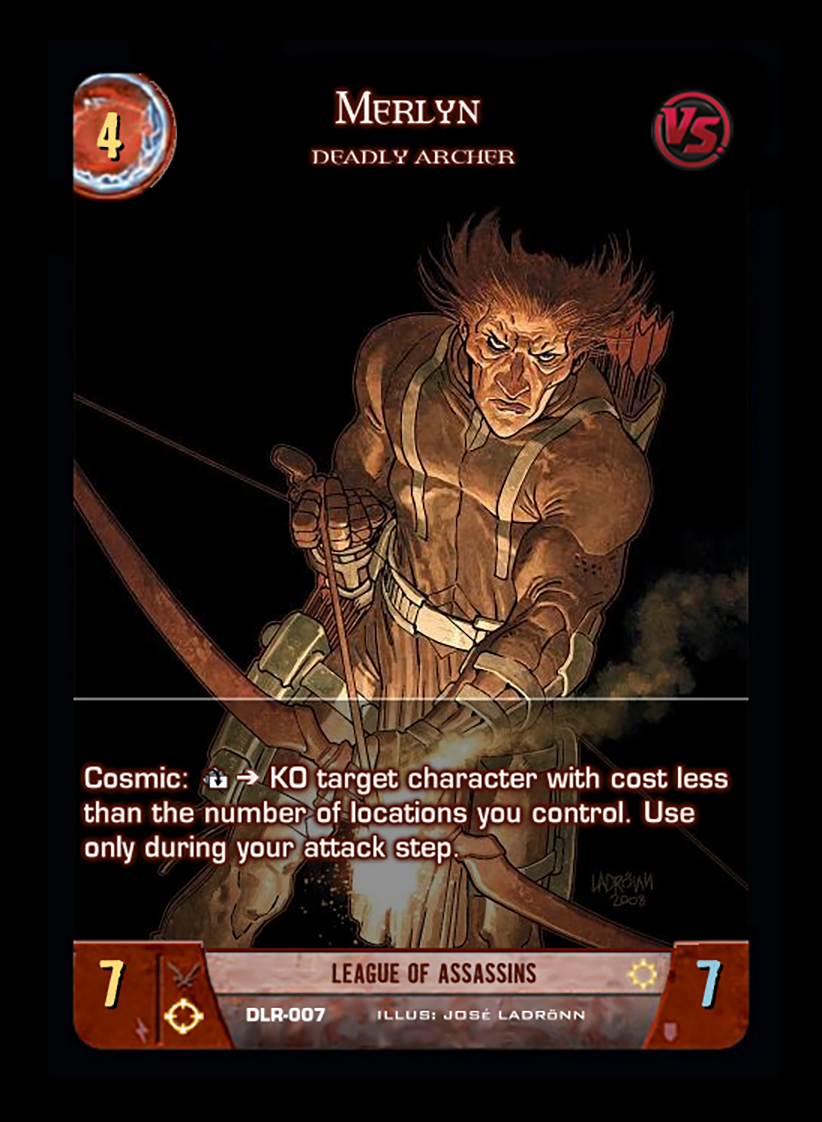 4
Merlyn
VS.
DEADLY ARCHER
Cosmic: ➔ KO target character with cost less
than the number of locations you control. Use
only during your attack step.
LADRÖNN
2008
7
LEAGUE OF ASSASSINS
7
DLR-007
ILLUS: JOSÉ LADRÖNN